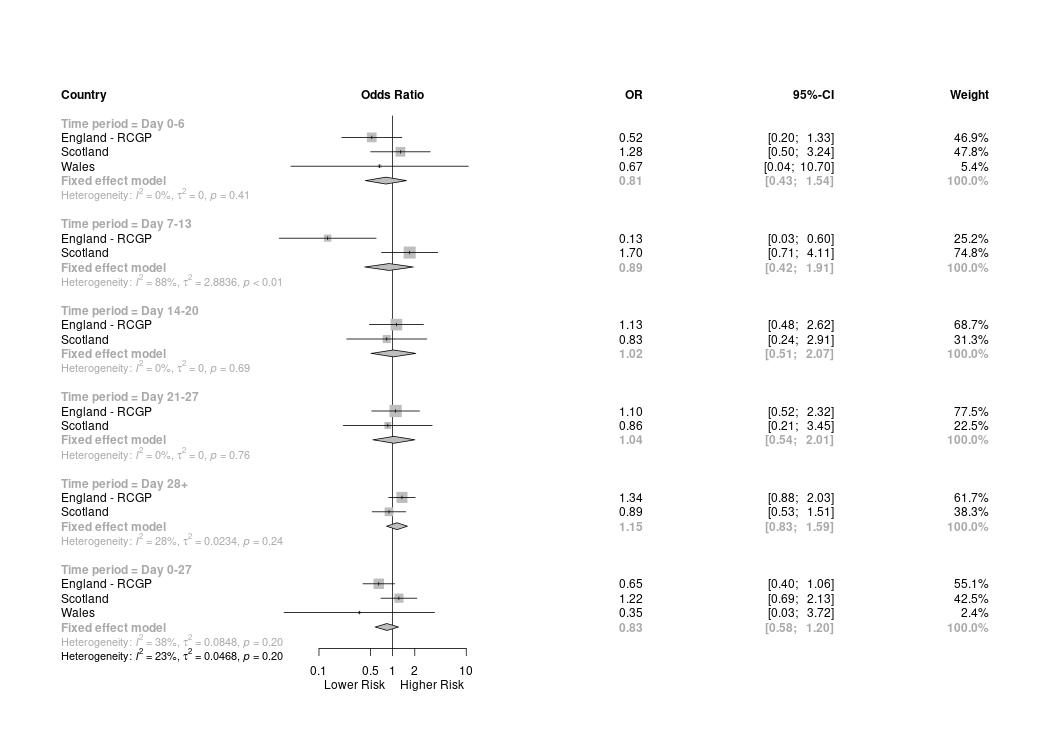 Country Odds Ratio OR 95%-CI Weight
Time period = Day 0-6
England - RCGP 0.52 [0.20; 1.33] 46.9%
Scotland 1.28 [0.50; 3.24] 47.8%
Wales 0.67 [0.04; 10.70] 5.4%
Fixed effect model 0.81 [0.43; 1.54] 100.0%
Heterogeneity: I² = 0%, τ² = 0, p = 0.41
Time period = Day 7-13
England - RCGP 0.13 [0.03; 0.60] 25.2%
Scotland 1.70 [0.71; 4.11] 74.8%
Fixed effect model 0.89 [0.42; 1.91] 100.0%
Heterogeneity: I² = 88%, τ² = 2.8836, p < 0.01
Time period = Day 14-20
England - RCGP 1.13 [0.48; 2.62] 68.7%
Scotland 0.83 [0.24; 2.91] 31.3%
Fixed effect model 1.02 [0.51; 2.07] 100.0%
Heterogeneity: I² = 0%, τ² = 0, p = 0.69
Time period = Day 21-27
England - RCGP 1.10 [0.52; 2.32] 77.5%
Scotland 0.86 [0.21; 3.45] 22.5%
Fixed effect model 1.04 [0.54; 2.01] 100.0%
Heterogeneity: I² = 0%, τ² = 0, p = 0.76
Time period = Day 28+
England - RCGP 1.34 [0.88; 2.03] 61.7%
Scotland 0.89 [0.53; 1.51] 38.3%
Fixed effect model 1.15 [0.83; 1.59] 100.0%
Heterogeneity: I² = 28%, τ² = 0.0234, p = 0.24
Time period = Day 0-27
England - RCGP 0.65 [0.40; 1.06] 55.1%
Scotland 1.22 [0.69; 2.13] 42.5%
Wales 0.35 [0.03; 3.72] 2.4%
Fixed effect model 0.83 [0.58; 1.20] 100.0%
Heterogeneity: I² = 38%, τ² = 0.0848, p = 0.20
Heterogeneity: I² = 23%, τ² = 0.0468, p = 0.20
0.1 0.5 1 2 10
Lower Risk Higher Risk